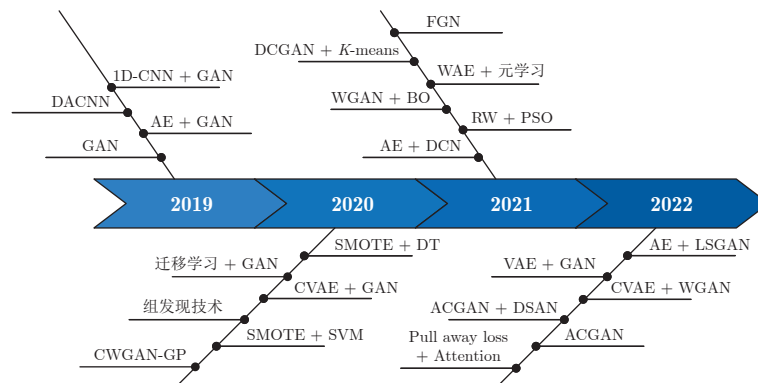 FGN
DCGAN + K-means
1D-CNN + GAN
WAE + 元学习
DACNN
WGAN + BO
AE + GAN
RW + PSO
GAN
AE + DCN
2019
2020
2021
2022
SMOTE + DT
AE + LSGAN
迁移学习 + GAN
VAE + GAN
CVAE + GAN
CVAE + WGAN
组发现技术
ACGAN + DSAN
SMOTE + SVM
ACGAN
Pull away loss
+ Attention
CWGAN-GP